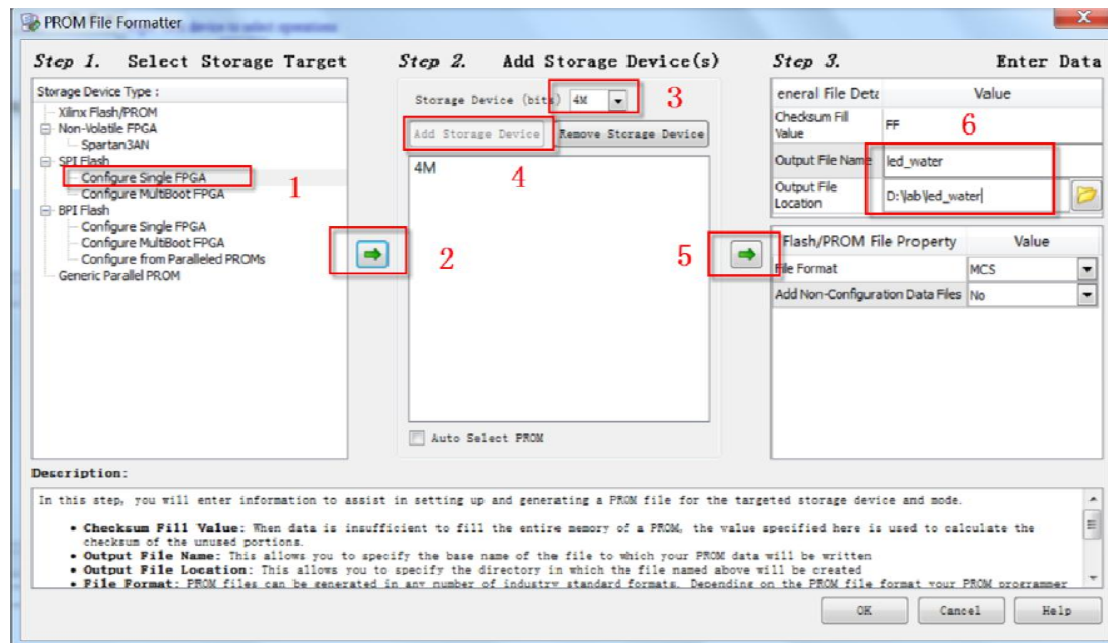 PROM File Formatter
Step 1. Select Storage Target
Storage Device Type :
Xilinx Flash/PROM
Non-Volatile FPGA
Spartan3AN
SPI Flash
Configure Single FPGA
Configure MultiBoot FPGA
BPI Flash
Configure Single FPGA
Configure MultiBoot FPGA
Configure from Paralleled PROMs
Generic Parallel PROM
1
2
Step 2. Add Storage Device(s)
Storage Device (bits) 4M
3
Add Storage Device
Remove Storage Device
4M
4
5
Auto Select PROM
Step 3. Enter Data
eneral File Deta Value
Checksum Fill Value FF
6
Output File Name led_water
Output File Location D:\lab\led_water
Flash/PROM File Property Value
File Format MCS
Add Non-Configuration Data Files No
Description:
In this step, you will enter information to assist in setting up and generating a PROM file for the targeted storage device and mode.
• Checksum Fill Value: When data is insufficient to fill the entire memory of a PROM, the value specified here is used to calculate the
checksum of the unused portions.
• Output File Name: This allows you to specify the base name of the file to which your PROM data will be written
• Output File Location: This allows you to specify the directory in which the file named above will be created
• File Format: PROM files can be generated in any number of industry standard formats. Depending on the PROM file format your PROM programmer
OK Cancel Help